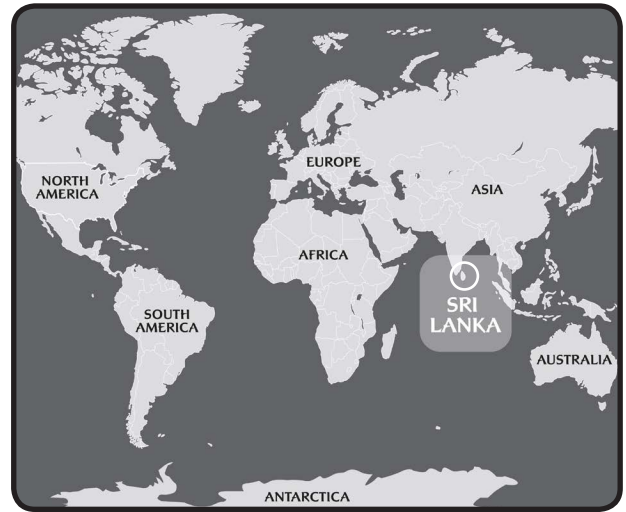 NORTH
AMERICA
EUROPE
ASIA
AFRICA
SOUTH
AMERICA
SRI
LANKA
AUSTRALIA
ANTARCTICA